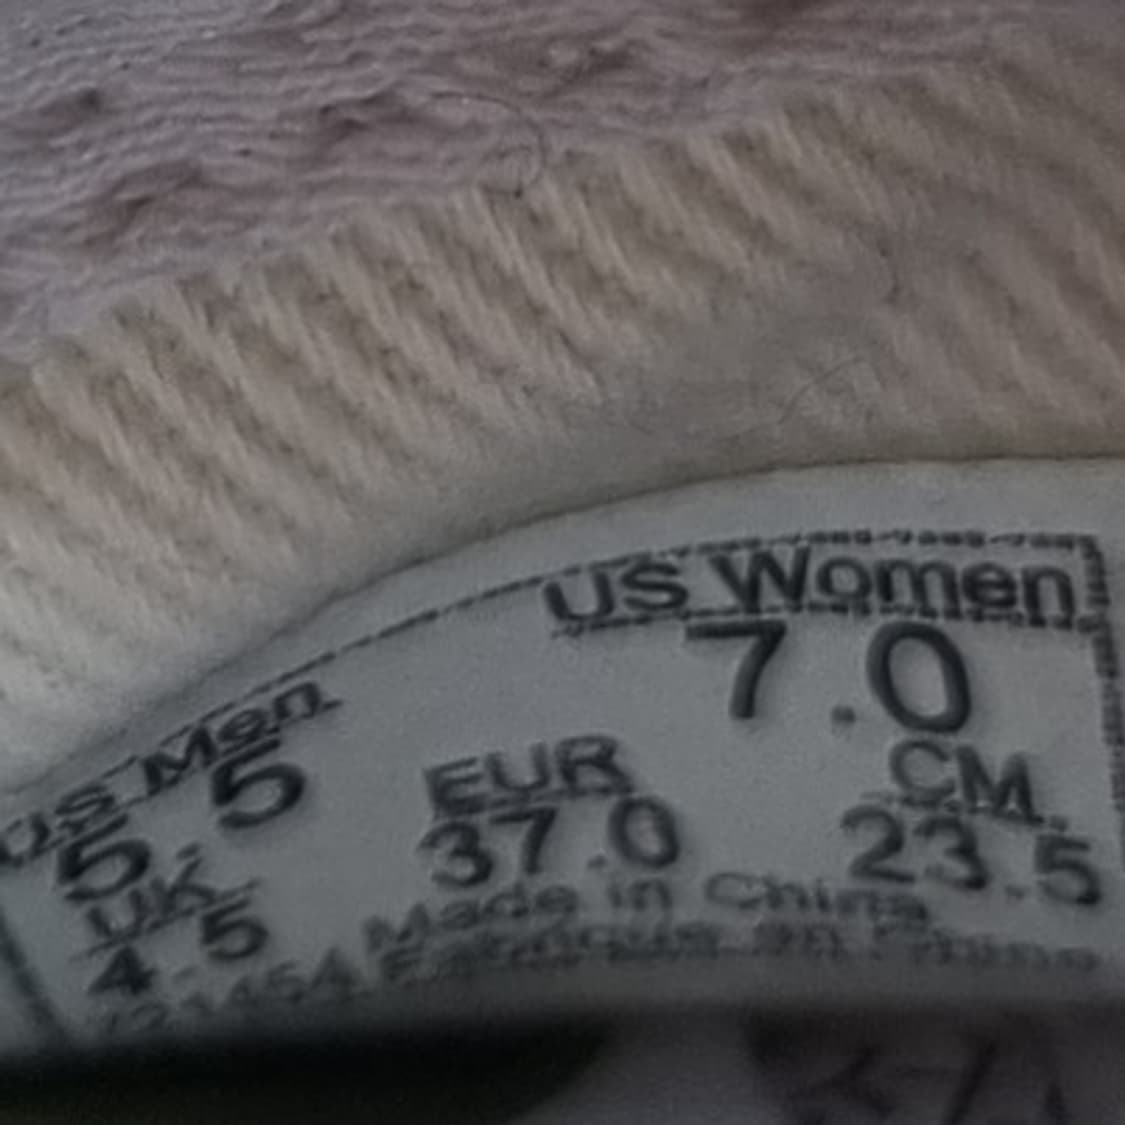 US Women
7.0
US Men
5.5
EUR
37.0
CM.
23.5
UK
4.5
Made in China